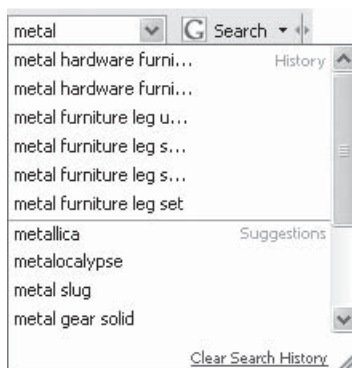 metal G Search
metal hardware furni... History
metal hardware furni...
metal furniture leg u...
metal furniture leg s...
metal furniture leg s...
metal furniture leg set
metallica Suggestions
metalocalypse
metal slug
metal gear solid
Clear Search History